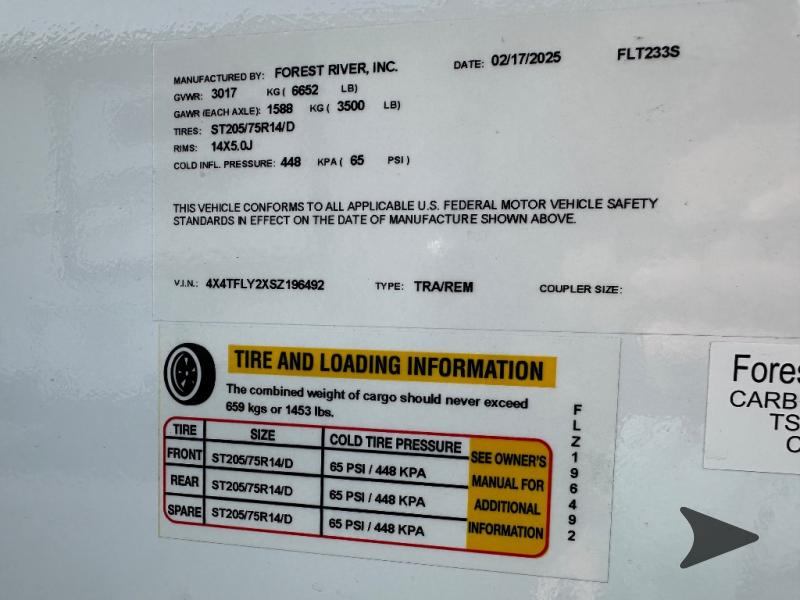 MANUFACTURED BY: FOREST RIVER, INC. DATE: 02/17/2025 FLT233S
GVWR: 3017 KG ( 6652 LB)
GAWR (EACH AXLE): 1588 KG ( 3500 LB)
TIRES: ST205/75R14/D
RIMS: 14X5.0J
COLD INFL. PRESSURE: 448 KPA ( 65 PSI )
THIS VEHICLE CONFORMS TO ALL APPLICABLE U.S. FEDERAL MOTOR VEHICLE SAFETY
STANDARDS IN EFFECT ON THE DATE OF MANUFACTURE SHOWN ABOVE.
V.I.N.: 4X4TFLY2XSZ196492 TYPE: TRA/REM COUPLER SIZE:
TIRE AND LOADING INFORMATION
The combined weight of cargo should never exceed
659 kgs or 1453 lbs.
TIRE SIZE COLD TIRE PRESSURE
FRONT ST205/75R14/D 65 PSI / 448 KPA
REAR ST205/75R14/D 65 PSI / 448 KPA
SPARE ST205/75R14/D 65 PSI / 448 KPA
SEE OWNER'S
MANUAL FOR
ADDITIONAL
INFORMATION
FLZ196492
Fores
CARB
TS
C